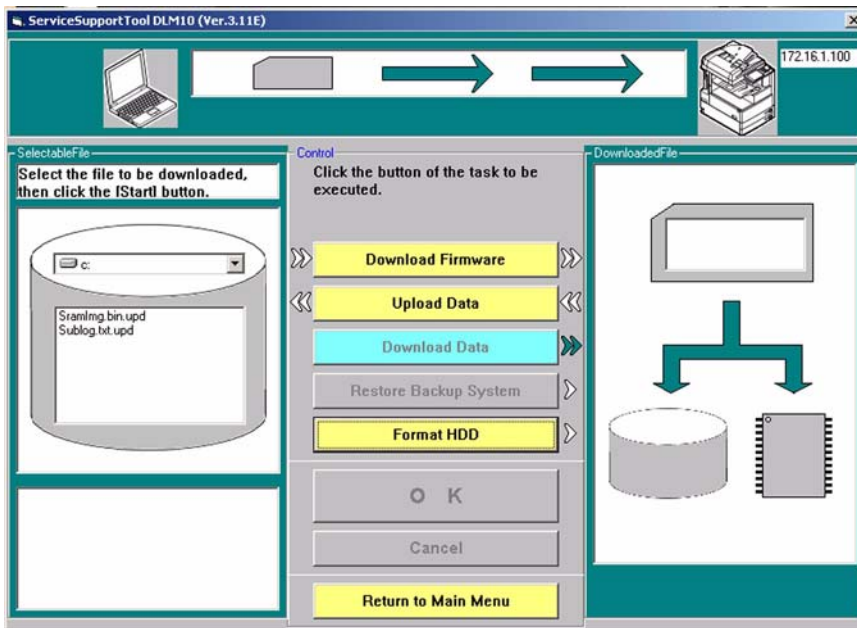 ServiceSupportTool DLM10 (Ver.3.11E)
172.16.1.100
SelectableFile
Select the file to be downloaded,
then click the [Start] button.
c:
SramImg.bin.upd
Sublog.txt.upd
Control
Click the button of the task to be
executed.
Download Firmware
Upload Data
Download Data
Restore Backup System
Format HDD
O K
Cancel
Return to Main Menu
DownloadedFile